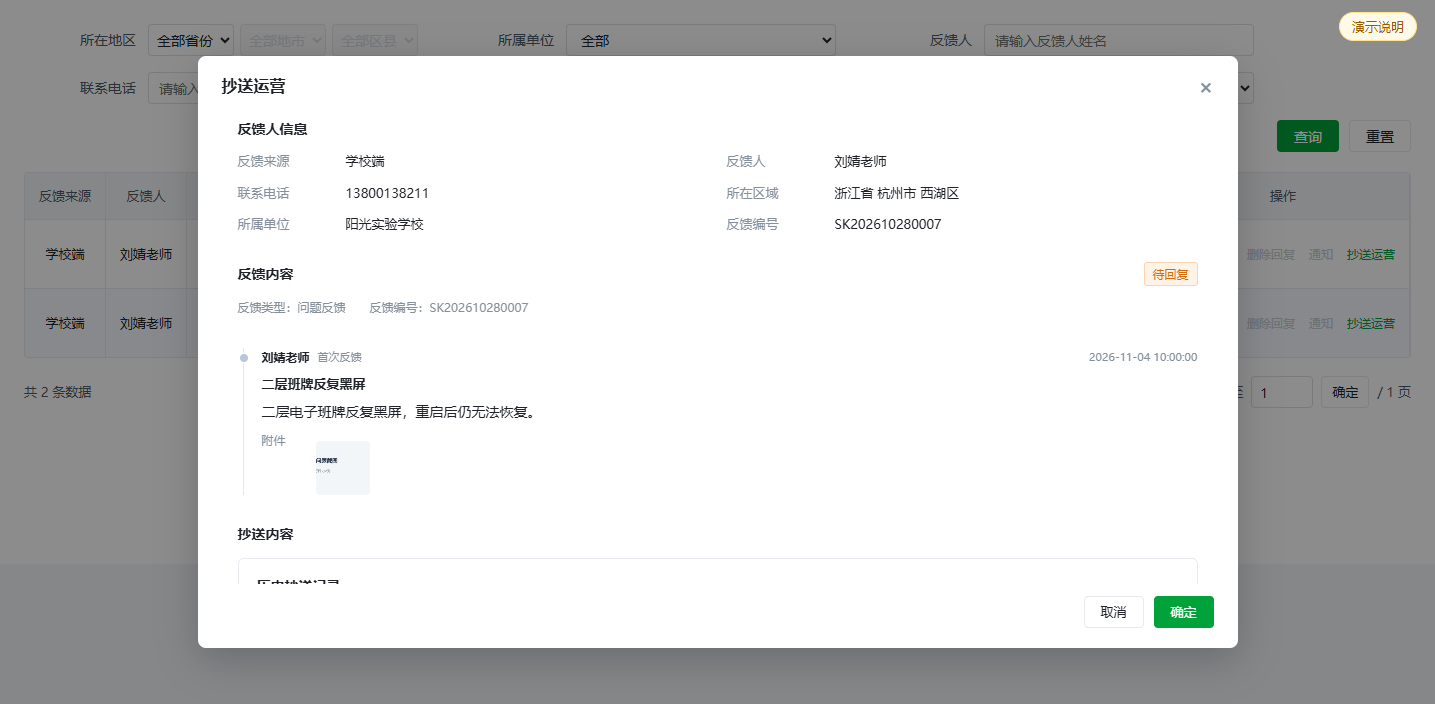 演示说明
所在地区 全部省份 全部地市 全部区县 所属单位 全部 反馈人 请输入反馈人姓名
联系电话 请输入
查询 重置
反馈来源 反馈人 操作
学校端 刘婧老师 删除回复 通知 抄送运营
学校端 刘婧老师 删除回复 通知 抄送运营
共 2 条数据 至 1 确定 / 1 页
抄送运营 ×
反馈人信息
反馈来源 学校端 反馈人 刘婧老师
联系电话 13800138211 所在区域 浙江省 杭州市 西湖区
所属单位 阳光实验学校 反馈编号 SK202610280007
反馈内容 待回复
反馈类型：问题反馈 反馈编号：SK202610280007
刘婧老师 首次反馈 2026-11-04 10:00:00
二层班牌反复黑屏
二层电子班牌反复黑屏，重启后仍无法恢复。
附件
抄送内容
历史抄送记录
取消 确定